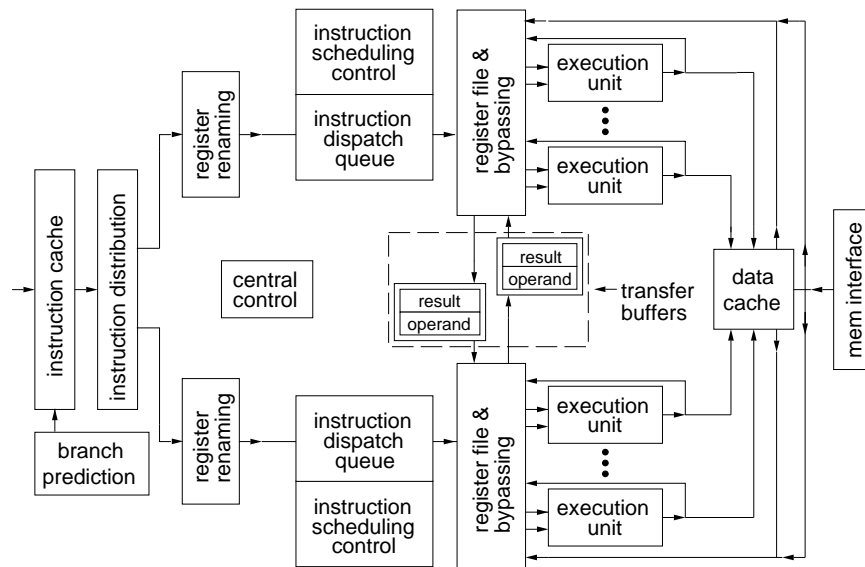 instruction
scheduling
control
instruction
dispatch
queue
register
renaming
register file &
bypassing
execution
unit
execution
unit
instruction cache
instruction distribution
central
control
result
operand
result
operand
transfer
buffers
data
cache
mem interface
branch
prediction
register
renaming
instruction
dispatch
queue
instruction
scheduling
control
register file &
bypassing
execution
unit
execution
unit